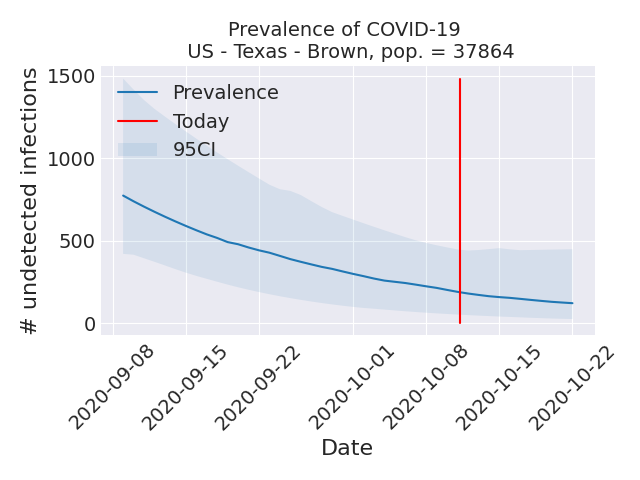 Prevalence of COVID-19
US - Texas - Brown, pop. = 37864
# undetected infections
1500
1000
500
0
Prevalence
Today
95CI
2020-09-08
2020-09-15
2020-09-22
2020-10-01
2020-10-08
2020-10-15
2020-10-22
Date